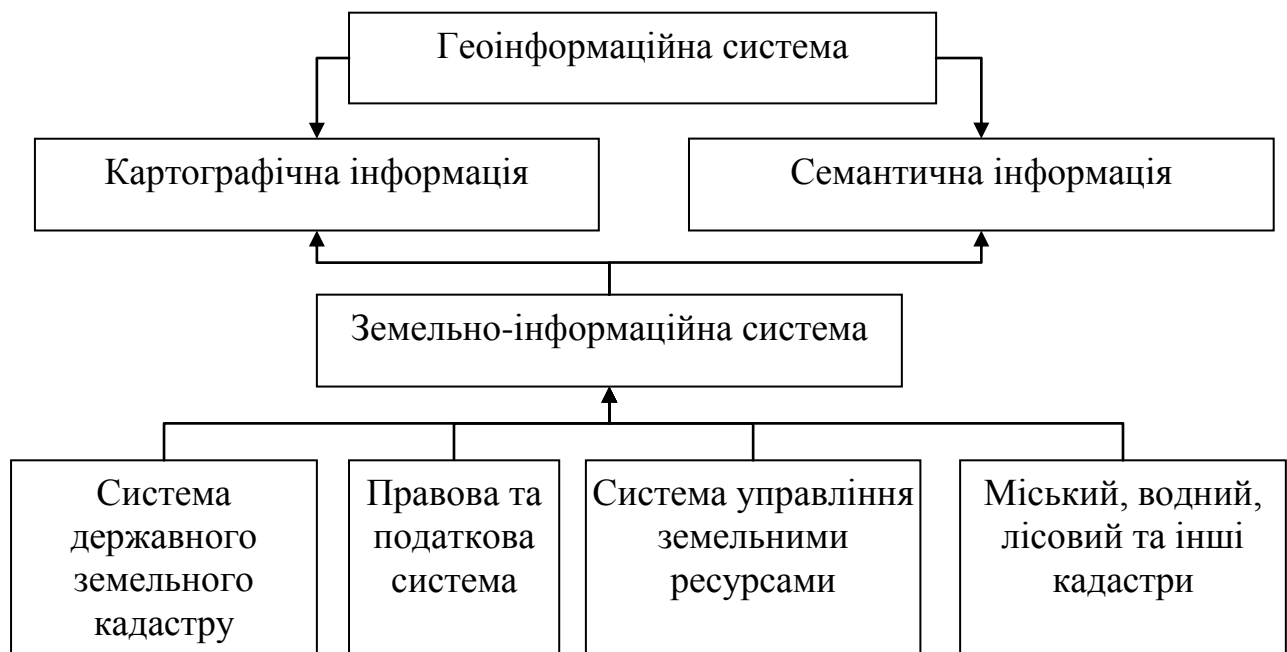 Геоінформаційна система
Картографічна інформація
Семантична інформація
Земельно-інформаційна система
Система
державного
земельного
кадастру
Правова та
податкова
система
Система управління
земельними
ресурсами
Міський, водний,
лісовий та інші
кадастри